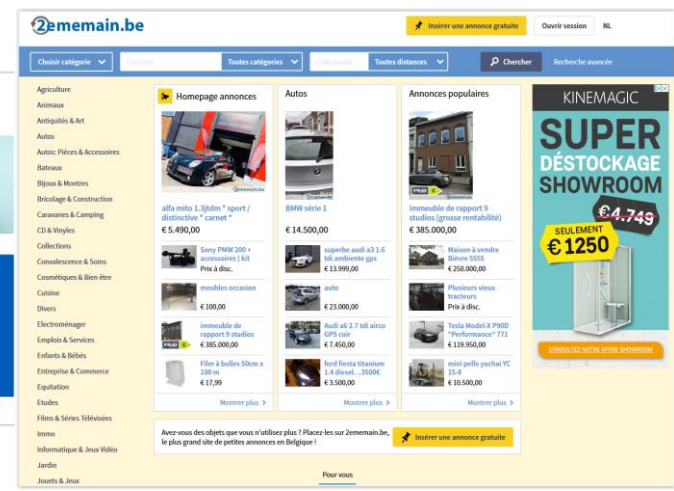 2ememain.be
Insérer une annonce gratuite
Ouvrir session
NL
Choisir catégorie
Chercher
Toutes catégories
Code postal
Toutes distances
Chercher
Recherche avancée
Agriculture
Animaux
Antiquités & Art
Autos
Autos: Pièces & Accessoires
Bateaux
Bijoux & Montres
Bricolage & Construction
Caravanes & Camping
CD & Vinyles
Collections
Convalescence & Soins
Cosmétiques & Bien être
Cuisine
Divers
Electroménager
Emplois & Services
Enfants & Bébés
Entreprise & Commerce
Equitation
Etudes
Films & Séries Télévisées
Immo
Informatique & Jeux Vidéo
Jardin
Jouets & Jeux
Homepage annonces
2ememain.be
alfa mito 1.3jtdm * sport /
distinctive * carnet *
€ 5.490,00
Sony PMW 200 +
accessoires | kit
Prix à disc.
meubles occasion
€ 100,00
immeuble de
rapport 9 studios
€ 385.000,00
Film à bulles 50cm x
100 m
€ 17,99
Montrer plus >
Autos
2ememain.be
BMW série 1
€ 14.500,00
superbe audi a3 1.6
tdi ambiente gps
€ 13.999,00
auto
€ 23.000,00
Audi a6 2.7 tdi airco
GPS cuir
€ 7.450,00
ford fiesta titanium
1.4 diesel. ..3500€
€ 3.500,00
Montrer plus >
Annonces populaires
2ememain.be
immeuble de rapport 9
studios (grosse rentabilité)
€ 385.000,00
Maison à vendre
Bièvre 5555
€ 250.000,00
Plusieurs vieux
tracteurs
Prix à disc.
Tesla Model-X P90D
"Performance" 771
€ 119.950,00
mini pelle yuchai YC
15-8
€ 10.500,00
Montrer plus >
KINEMAGIC
SUPER
DÉSTOCKAGE
SHOWROOM
€4.749
SEULEMENT
€1250
CONSULTEZ NOTRE OFFRE SHOWROOM
Avez-vous des objets que vous n'utilisez plus ? Placez-les sur 2ememain.be,
le plus grand site de petites annonces en Belgique !
Insérer une annonce gratuite
Pour vous